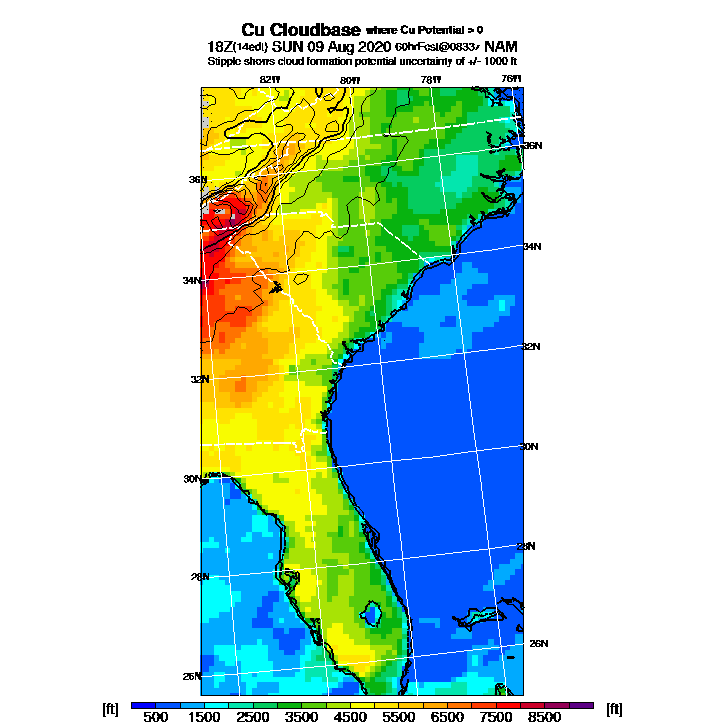 Cu Cloudbase where Cu Potential > 0
18Z(14edt) SUN 09 Aug 2020 60hrFcst@0833z NAM
Stipple shows cloud formation potential uncertainty of +/- 1000 ft
82W 80W 78W 76W
36N
36N
34N
34N
32N
32N
30N
30N
28N
28N
26N
26N
[ft] 500 1500 2500 3500 4500 5500 6500 7500 8500 [ft]